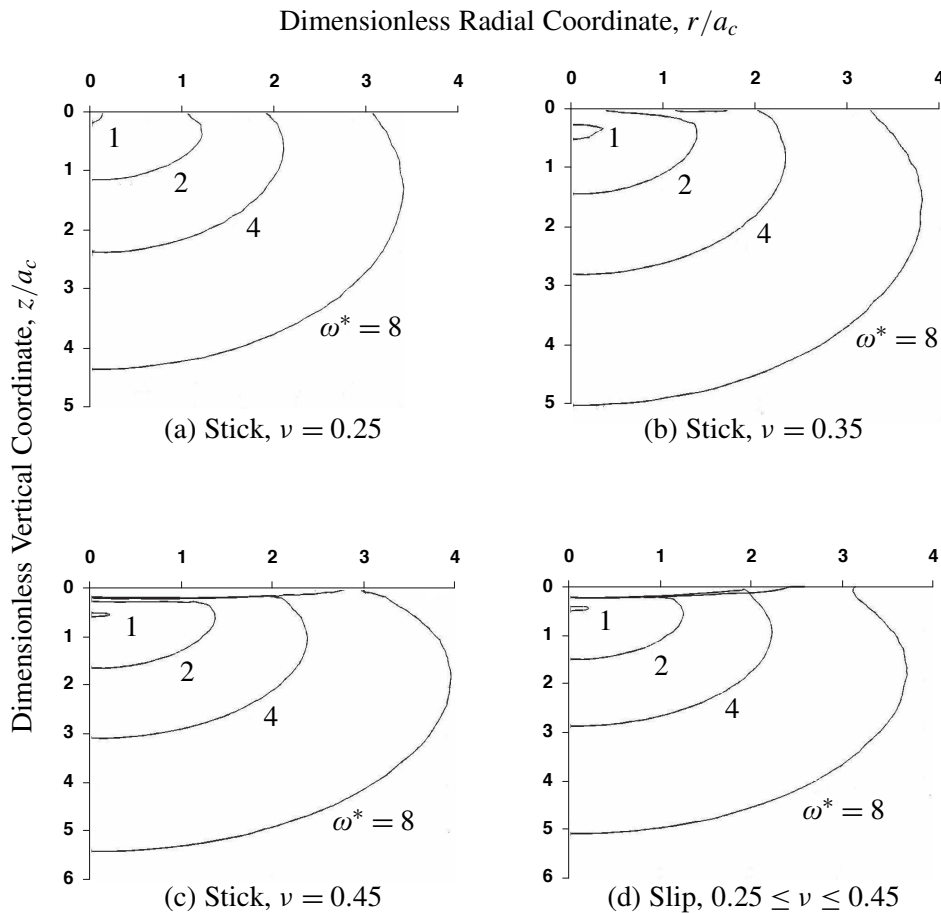 Dimensionless Radial Coordinate, r/a_c
Dimensionless Vertical Coordinate, z/a_c
0 1 2 3 4
0
1
2
3
4
5
1
2
4
ω* = 8
(a) Stick, ν = 0.25
0 1 2 3 4
0
1
2
3
4
5
1
2
4
ω* = 8
(b) Stick, ν = 0.35
0 1 2 3 4
0
1
2
3
4
5
6
1
2
4
ω* = 8
(c) Stick, ν = 0.45
0 1 2 3 4
0
1
2
3
4
5
6
1
2
4
ω* = 8
(d) Slip, 0.25 ≤ ν ≤ 0.45